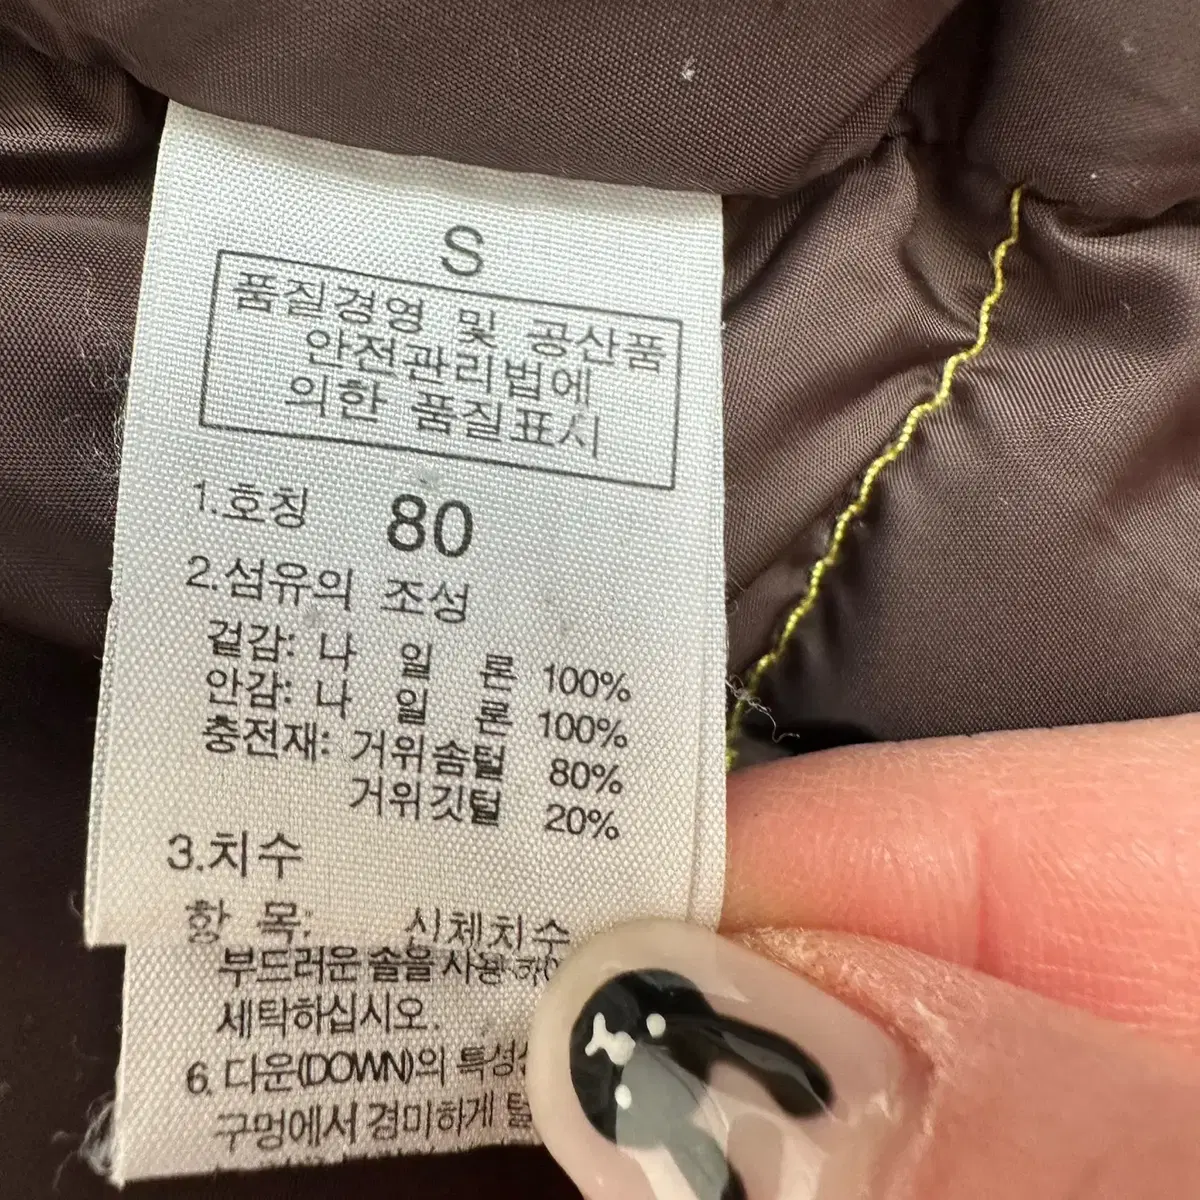 S
품질경영 및 공산품
안전관리법에
의한 품질표시
1.호칭 80
2.섬유의 조성
겉감: 나 일 론 100%
안감: 나 일 론 100%
충전재: 거위솜털 80%
거위깃털 20%
3.치수
항 목: 신체치수
부드러운 솔을 사용하여
세탁하십시오.
6. 다운(DOWN)의 특성상
구멍에서 경미하게 털